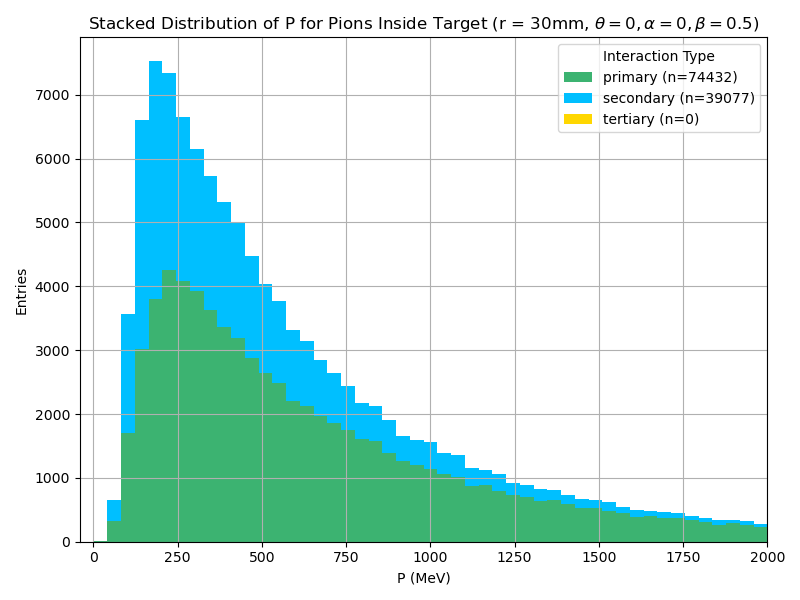 Stacked Distribution of P for Pions Inside Target (r = 30mm, θ = 0, α = 0, β = 0.5)
Interaction Type
primary (n=74432)
secondary (n=39077)
tertiary (n=0)
7000
6000
5000
4000
3000
2000
1000
0
Entries
0 250 500 750 1000 1250 1500 1750 2000
P (MeV)